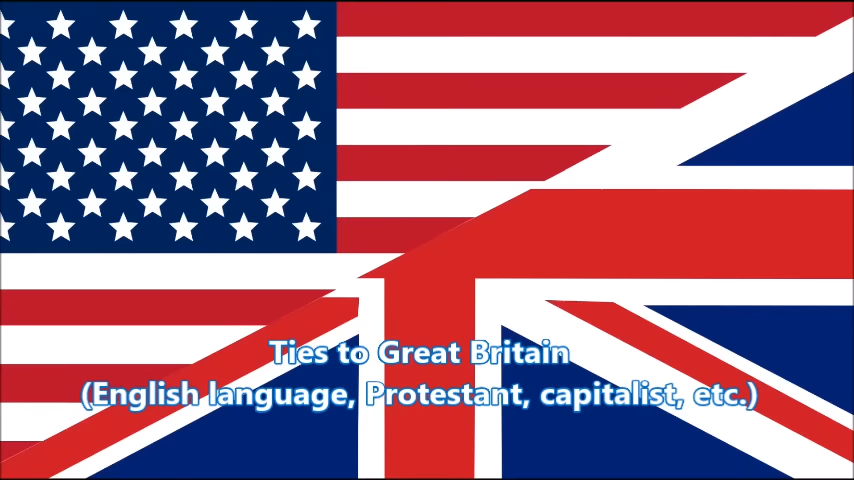 Ties to Great Britain
(English language, Protestant, capitalist, etc.)